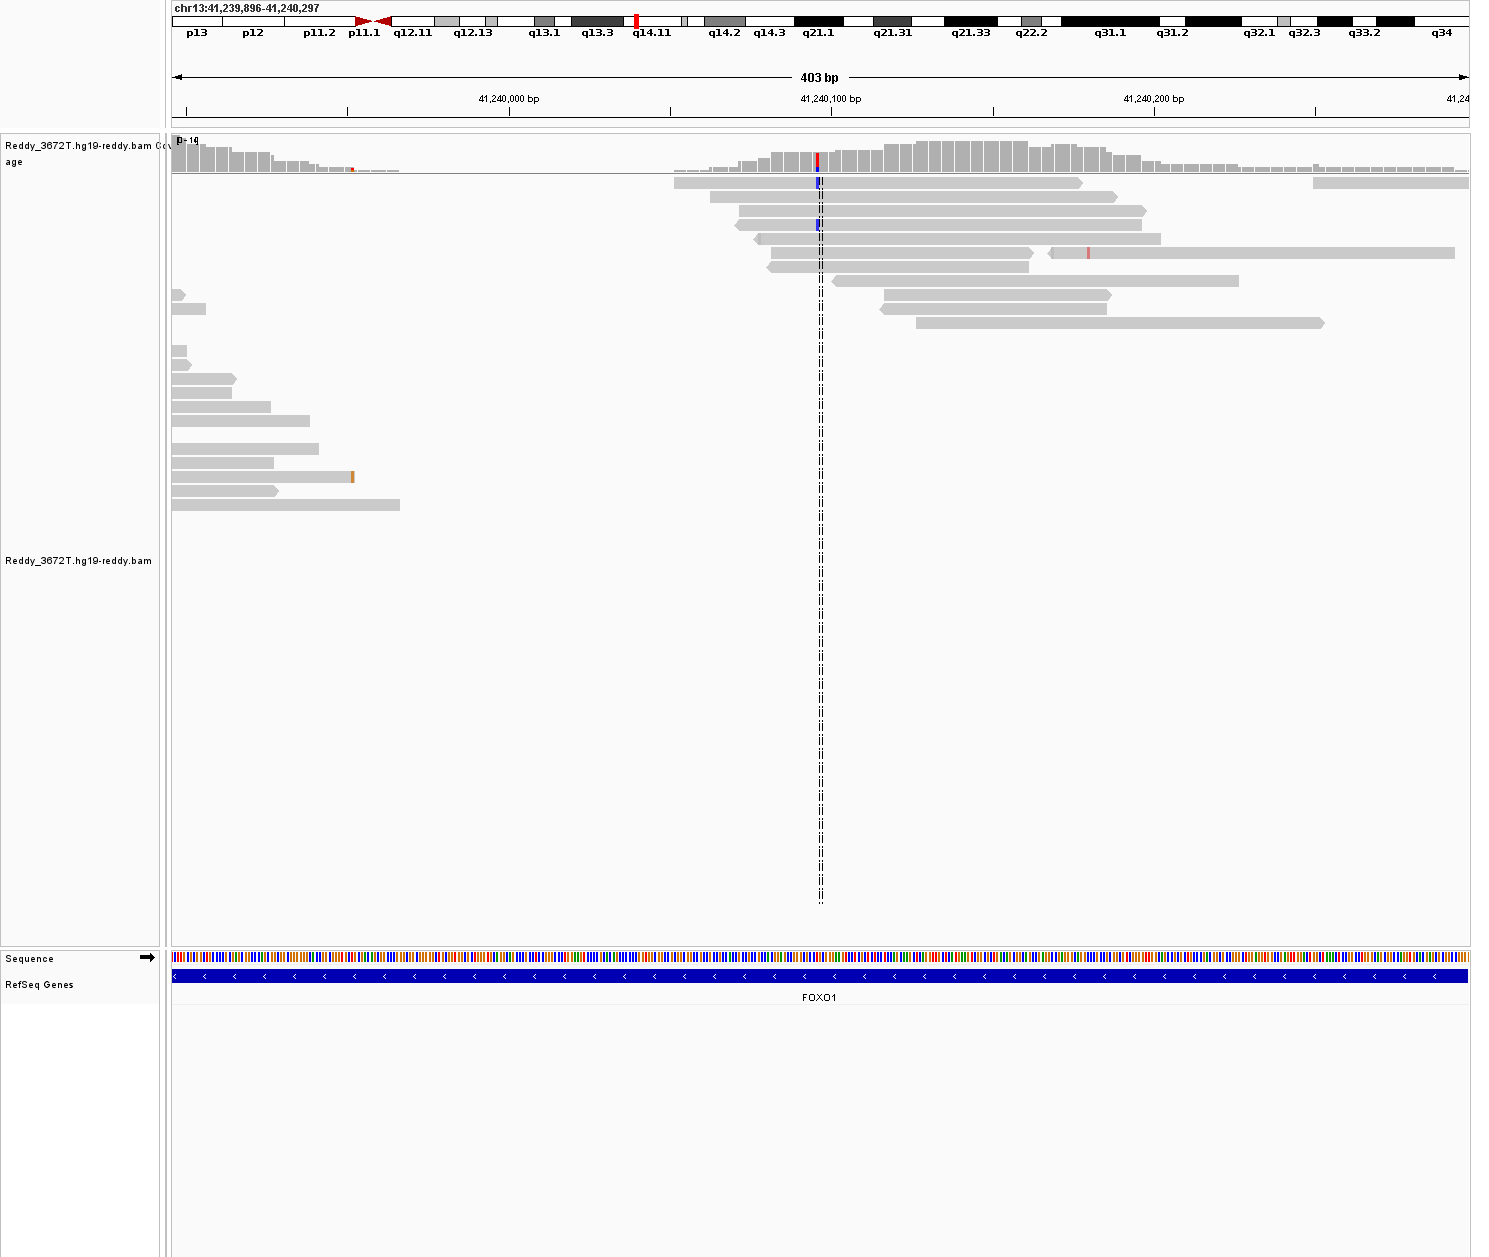 chr13:41,239,896-41,240,297
p13 p12 p11.2 p11.1 q12.11 q12.13 q13.1 q13.3 q14.11 q14.2 q14.3 q21.1 q21.31 q21.33 q22.2 q31.1 q31.2 q32.1 q32.3 q33.2 q34
403 bp
41,240,000 bp 41,240,100 bp 41,240,200 bp 41,24
Reddy_3672T.hg19-reddy.bam Cov
age
Reddy_3672T.hg19-reddy.bam
Sequence
RefSeq Genes
FOXO1